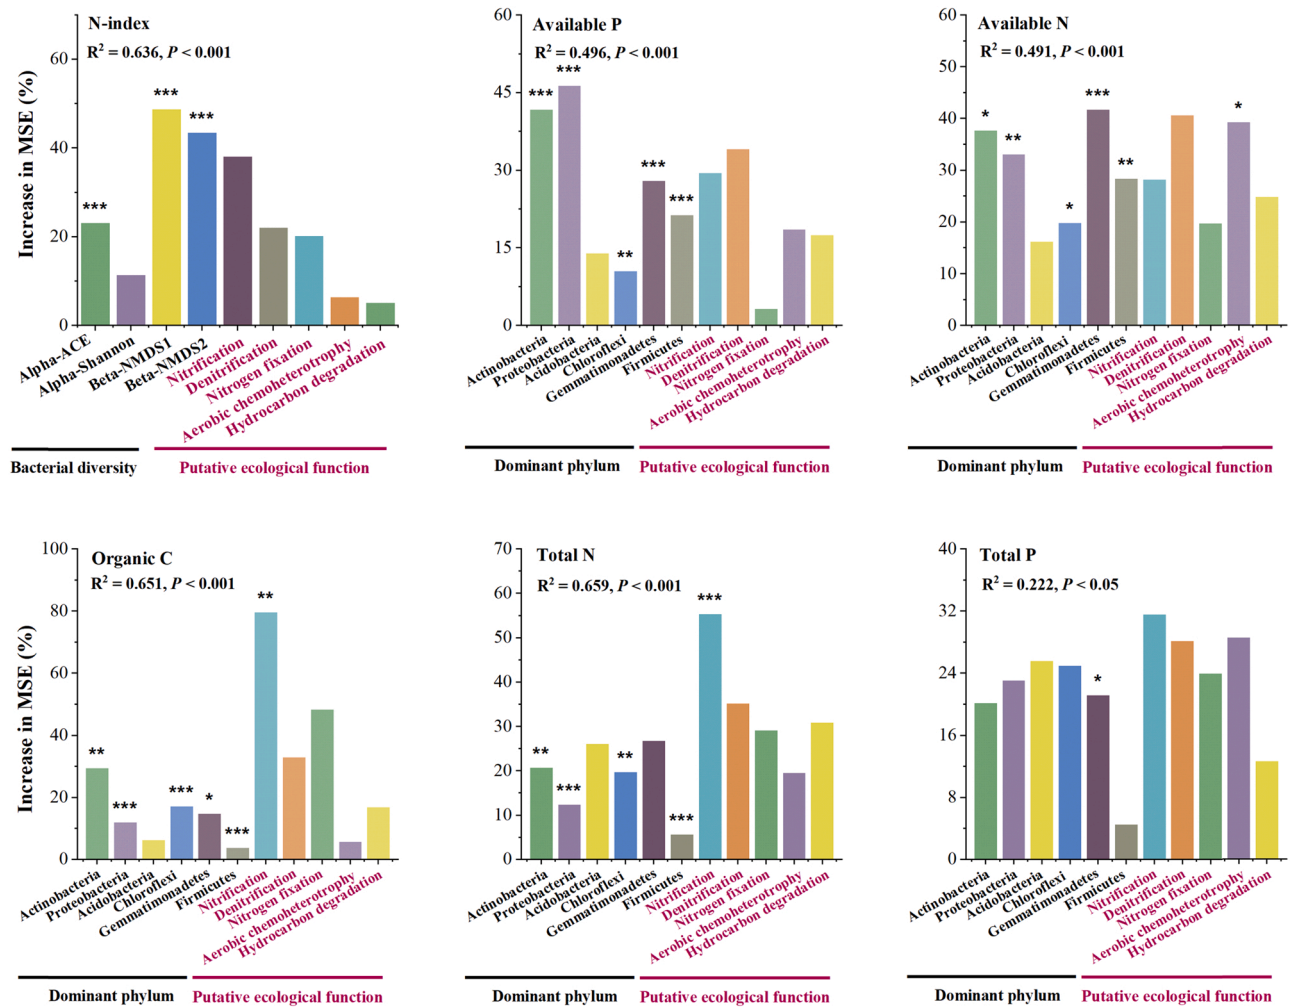 N-index
R² = 0.636, P < 0.001
Increase in MSE (%)
60
40
20
0
***
***
***
Alpha-ACE
Alpha-Shannon
Beta-NMDS1
Beta-NMDS2
Nitrification
Denitrification
Nitrogen fixation
Aerobic chemoheterotrophy
Hydrocarbon degradation
Bacterial diversity
Putative ecological function
Available P
R² = 0.496, P < 0.001
60
45
30
15
0
***
***
**
***
***
Actinobacteria
Proteobacteria
Acidobacteria
Chloroflexi
Gemmatimonadetes
Firmicutes
Nitrification
Denitrification
Nitrogen fixation
Aerobic chemoheterotrophy
Hydrocarbon degradation
Dominant phylum
Putative ecological function
Available N
R² = 0.491, P < 0.001
60
50
40
30
20
10
0
*
**
*
***
**
*
Actinobacteria
Proteobacteria
Acidobacteria
Chloroflexi
Gemmatimonadetes
Firmicutes
Nitrification
Denitrification
Nitrogen fixation
Aerobic chemoheterotrophy
Hydrocarbon degradation
Dominant phylum
Putative ecological function
Organic C
R² = 0.651, P < 0.001
Increase in MSE (%)
100
80
60
40
20
0
**
***
***
*
***
**
Actinobacteria
Proteobacteria
Acidobacteria
Chloroflexi
Gemmatimonadetes
Firmicutes
Nitrification
Denitrification
Nitrogen fixation
Aerobic chemoheterotrophy
Hydrocarbon degradation
Dominant phylum
Putative ecological function
Total N
R² = 0.659, P < 0.001
70
60
50
40
30
20
10
0
**
***
**
***
***
Actinobacteria
Proteobacteria
Acidobacteria
Chloroflexi
Gemmatimonadetes
Firmicutes
Nitrification
Denitrification
Nitrogen fixation
Aerobic chemoheterotrophy
Hydrocarbon degradation
Dominant phylum
Putative ecological function
Total P
R² = 0.222, P < 0.05
40
32
24
16
8
0
*
Actinobacteria
Proteobacteria
Acidobacteria
Chloroflexi
Gemmatimonadetes
Firmicutes
Nitrification
Denitrification
Nitrogen fixation
Aerobic chemoheterotrophy
Hydrocarbon degradation
Dominant phylum
Putative ecological function